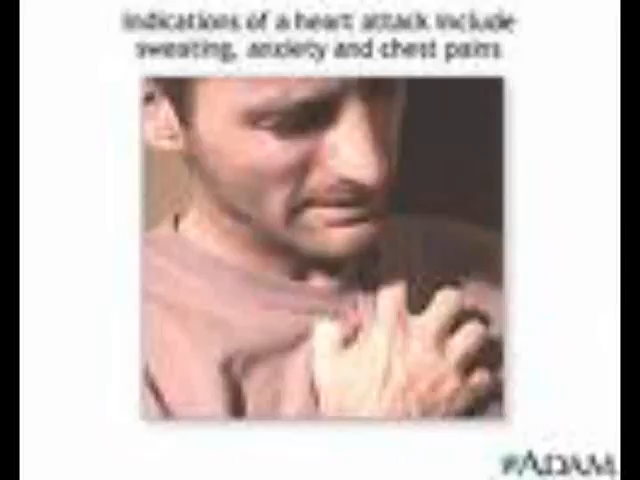 Indications of a heart attack include
sweating, anxiety and chest pains
ADAM